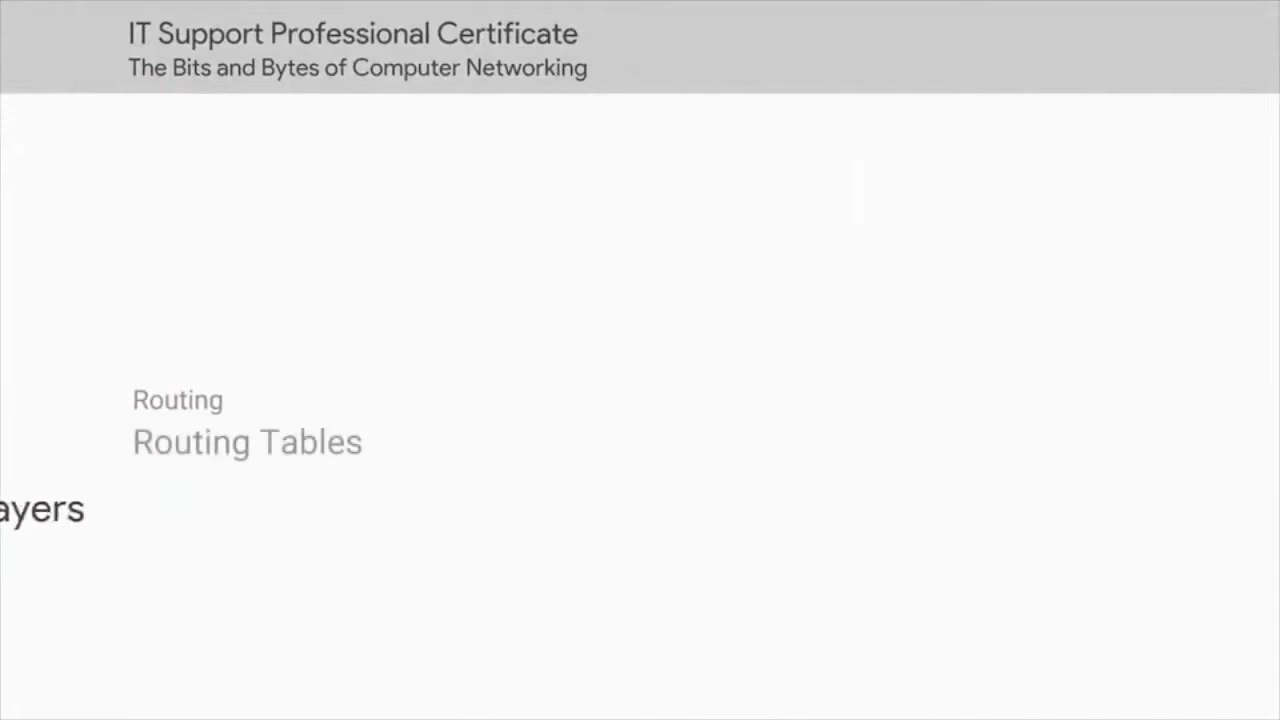 IT Support Professional Certificate
The Bits and Bytes of Computer Networking
Routing
Routing Tables
ayers